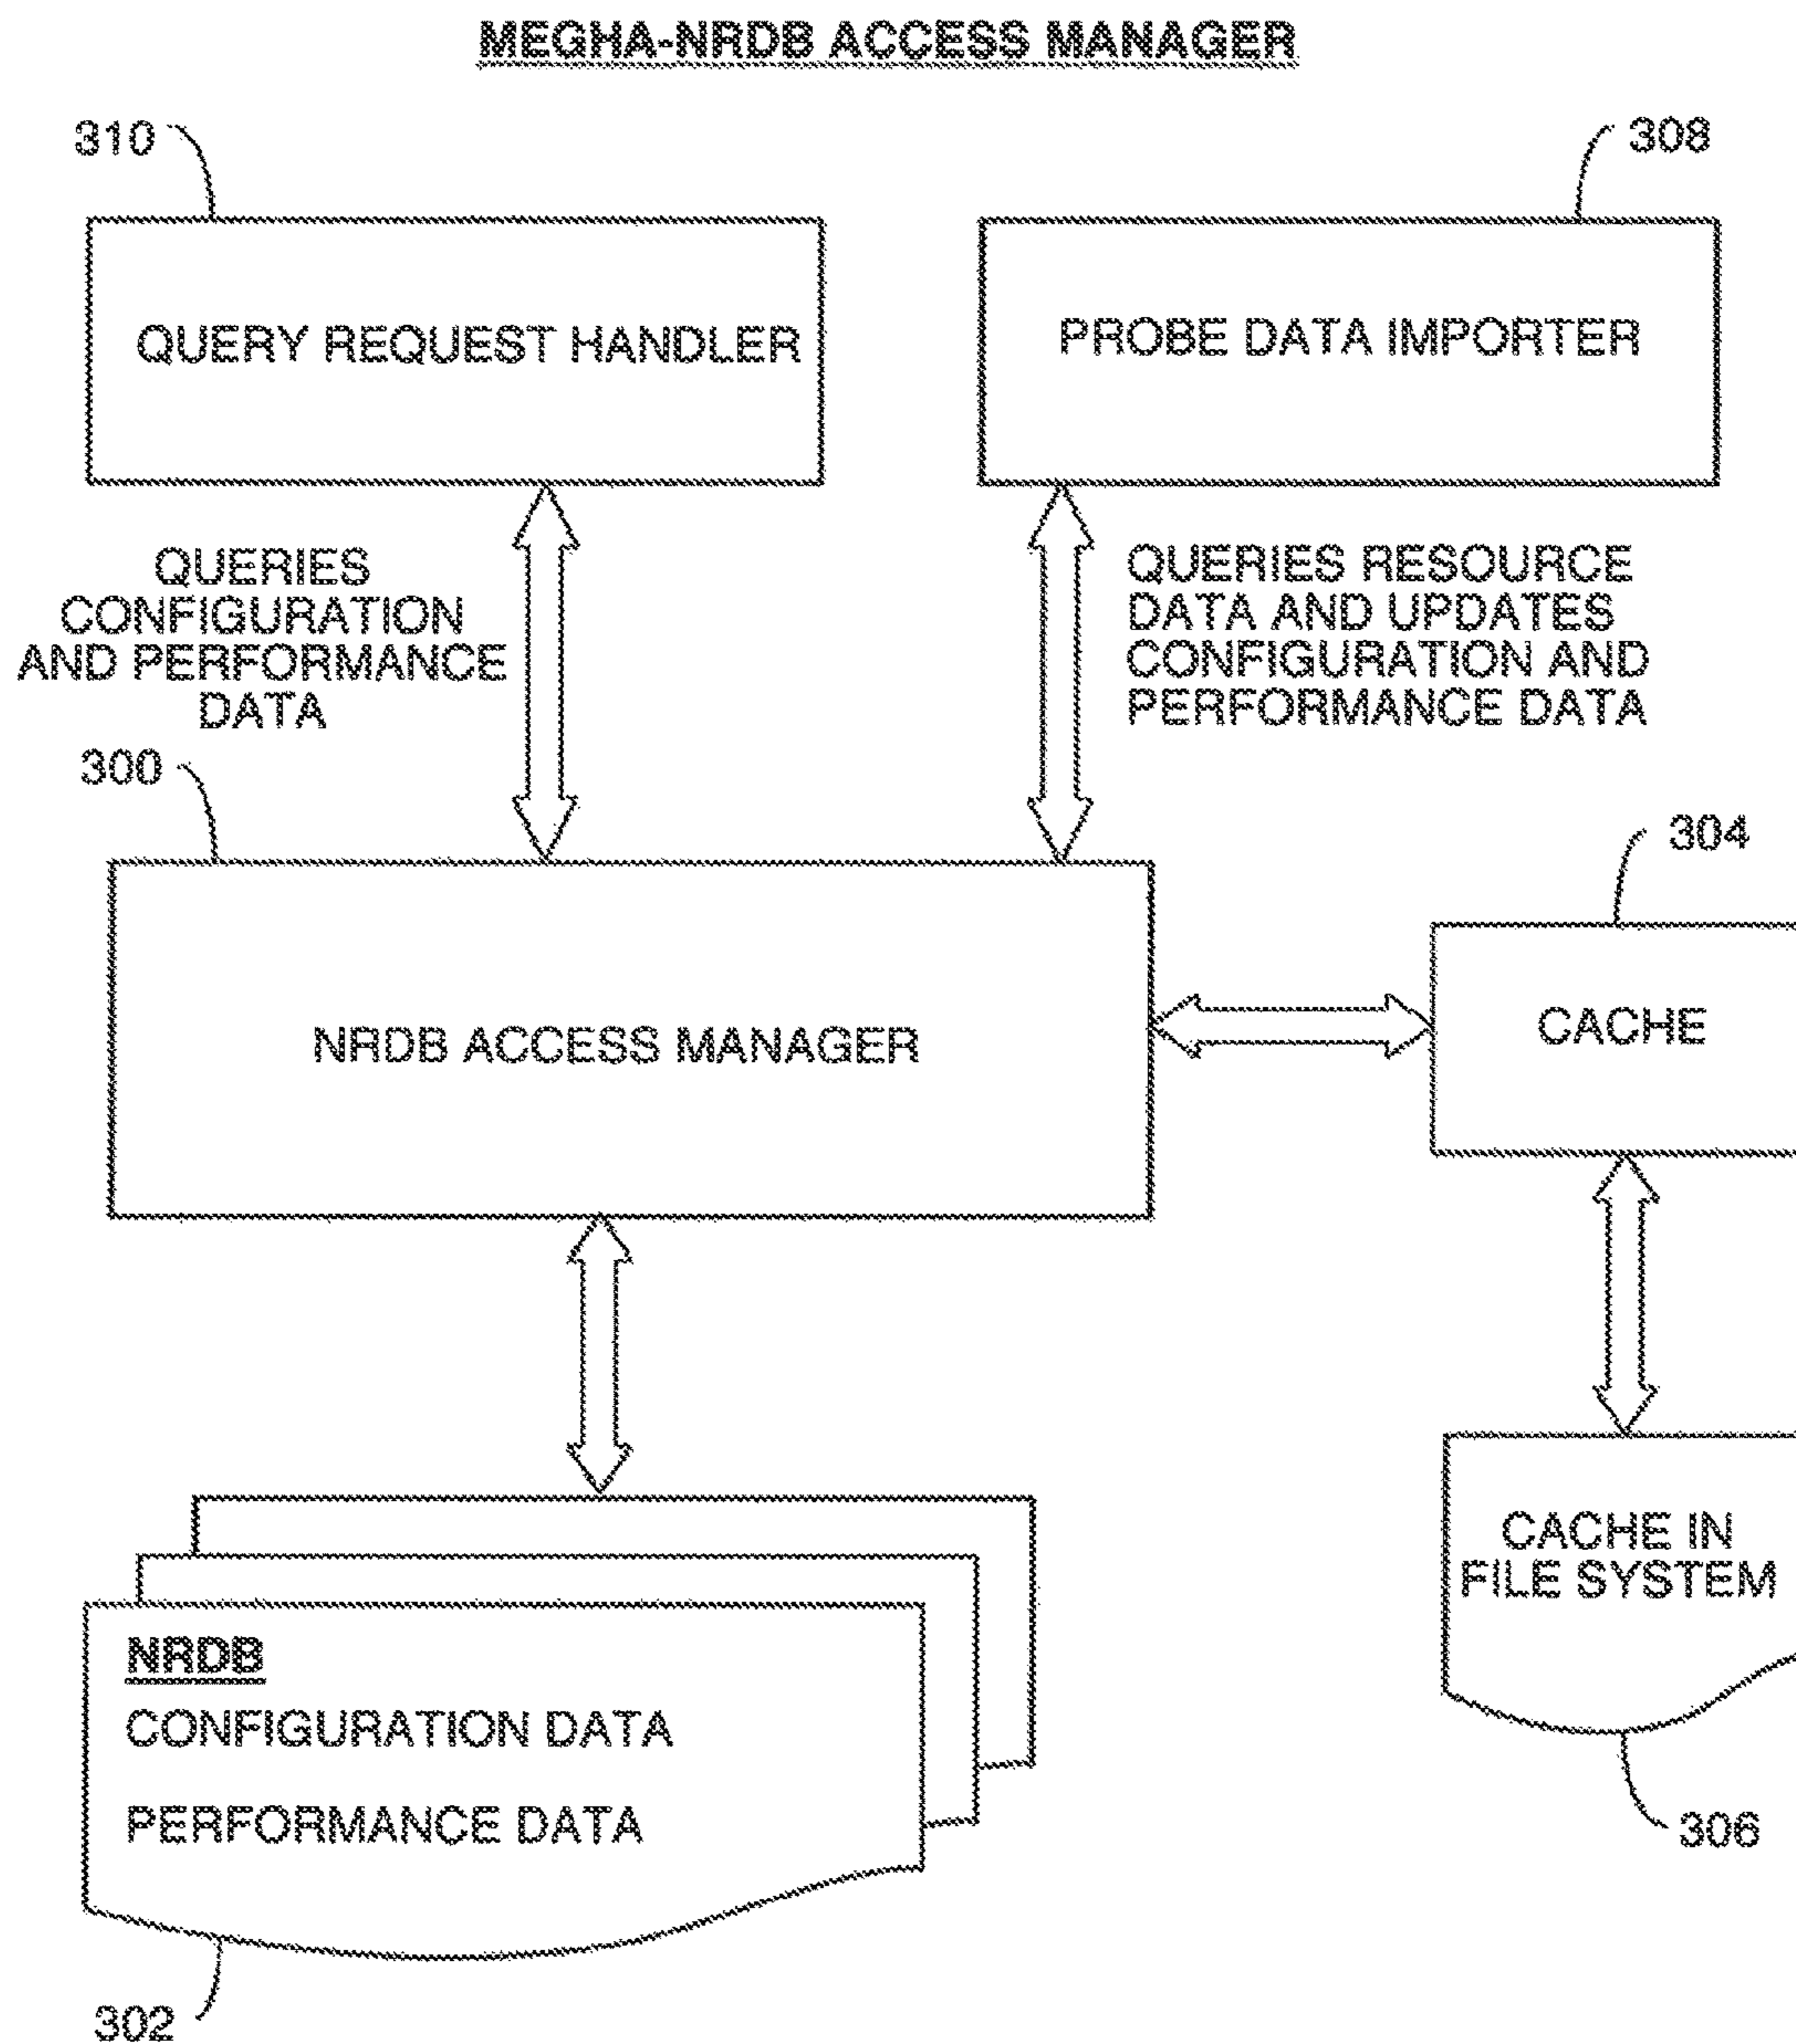 MEGHA-NRDB ACCESS MANAGER
310
308
QUERY REQUEST HANDLER
PROBE DATA IMPORTER
QUERIES
CONFIGURATION
AND PERFORMANCE
DATA
QUERIES RESOURCE
DATA AND UPDATES
CONFIGURATION AND
PERFORMANCE DATA
300
304
NRDB ACCESS MANAGER
CACHE
CACHE IN
FILE SYSTEM
NRDB
CONFIGURATION DATA
PERFORMANCE DATA
306
302